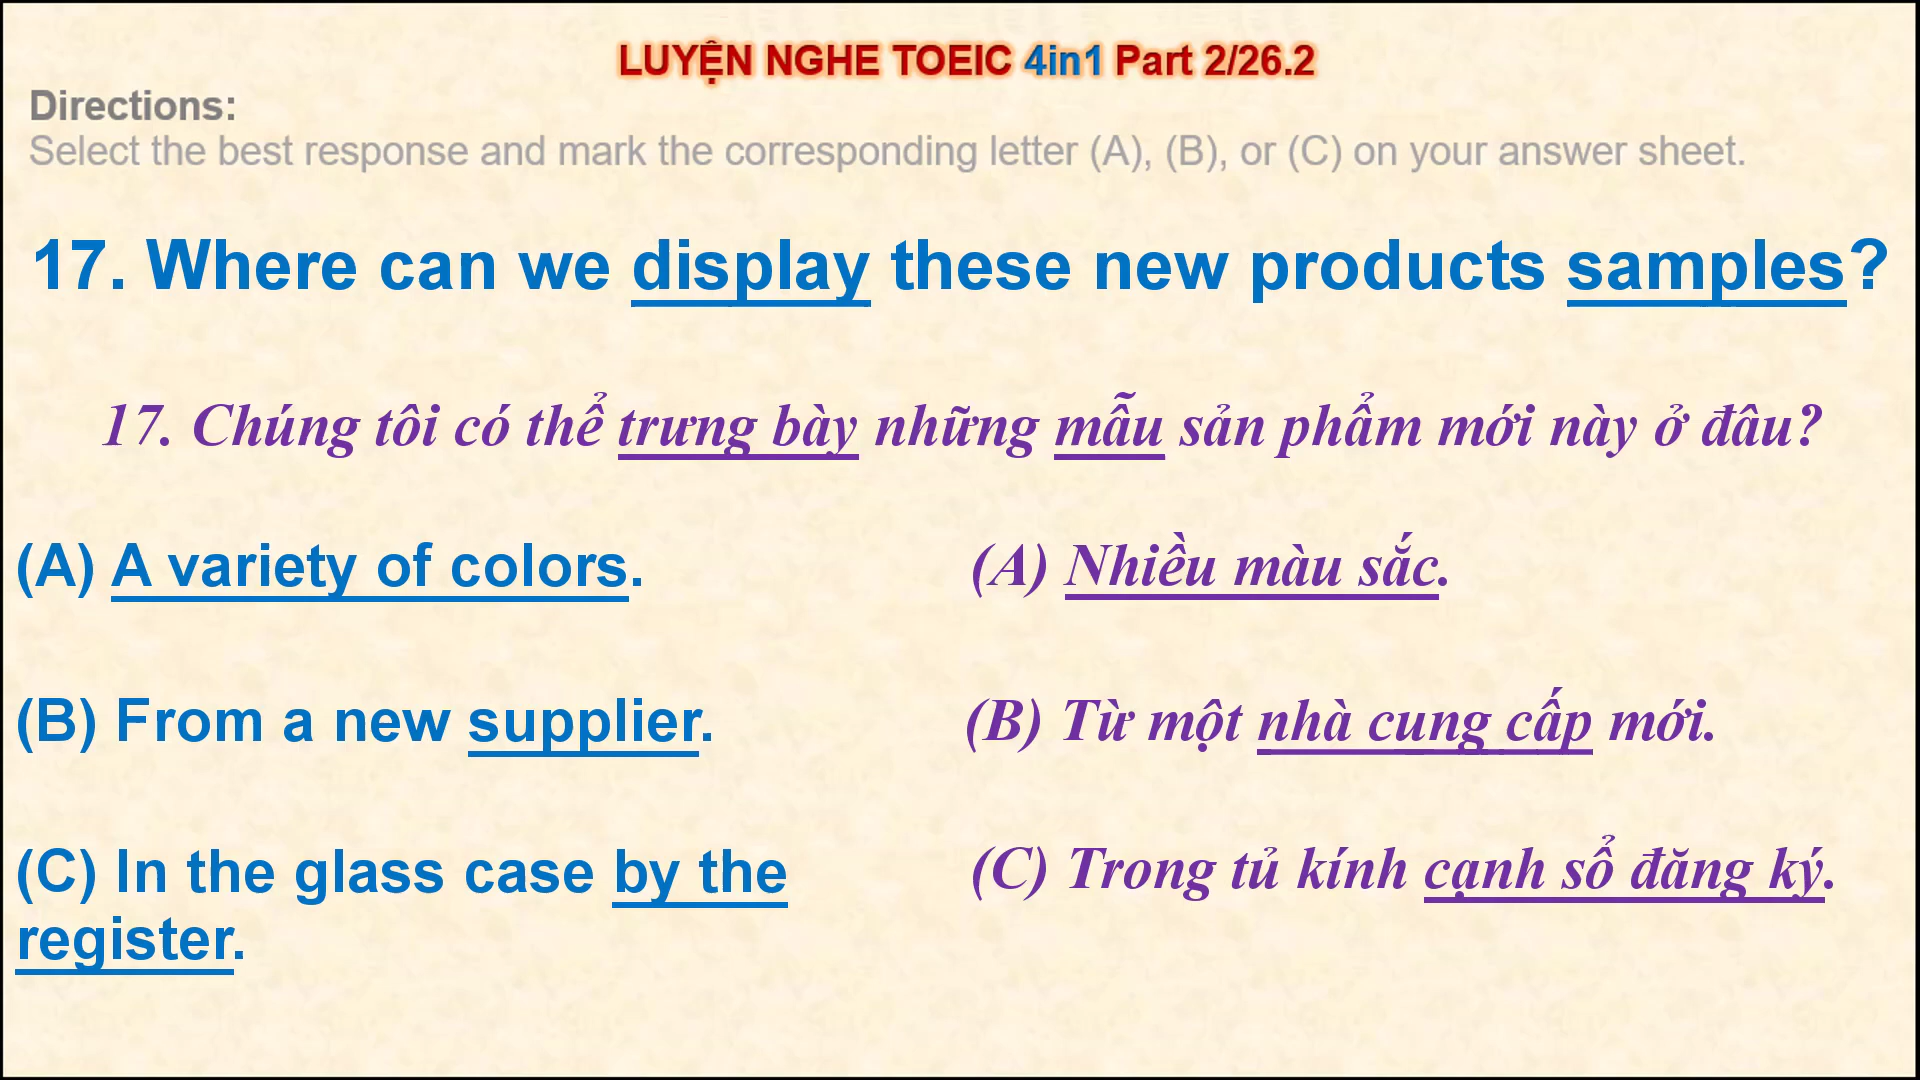 LUYỆN NGHE TOEIC 4in1 Part 2/26.2
Directions:
Select the best response and mark the corresponding letter (A), (B), or (C) on your answer sheet.
17. Where can we display these new products samples?
17. Chúng tôi có thể trưng bày những mẫu sản phẩm mới này ở đâu?
(A) A variety of colors.
(A) Nhiều màu sắc.
(B) From a new supplier.
(B) Từ một nhà cung cấp mới.
(C) In the glass case by the
register.
(C) Trong tủ kính cạnh sổ đăng ký.